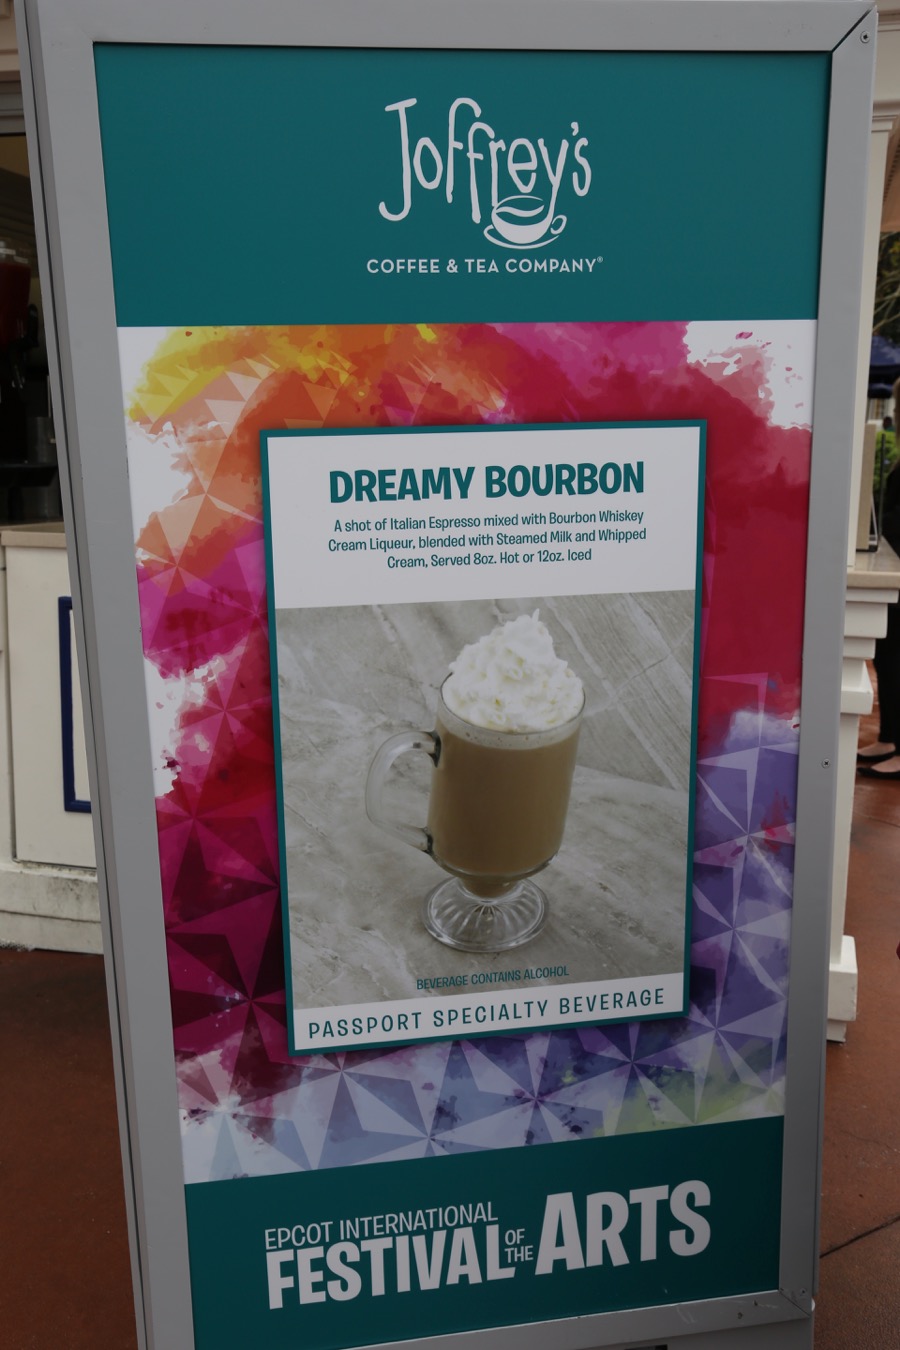 Joffrey's
COFFEE & TEA COMPANY®
DREAMY BOURBON
A shot of Italian Espresso mixed with Bourbon Whiskey
Cream Liqueur, blended with Steamed Milk and Whipped
Cream, Served 8oz. Hot or 12oz. Iced
BEVERAGE CONTAINS ALCOHOL
PASSPORT SPECIALTY BEVERAGE
EPCOT INTERNATIONAL
FESTIVAL OF THE ARTS